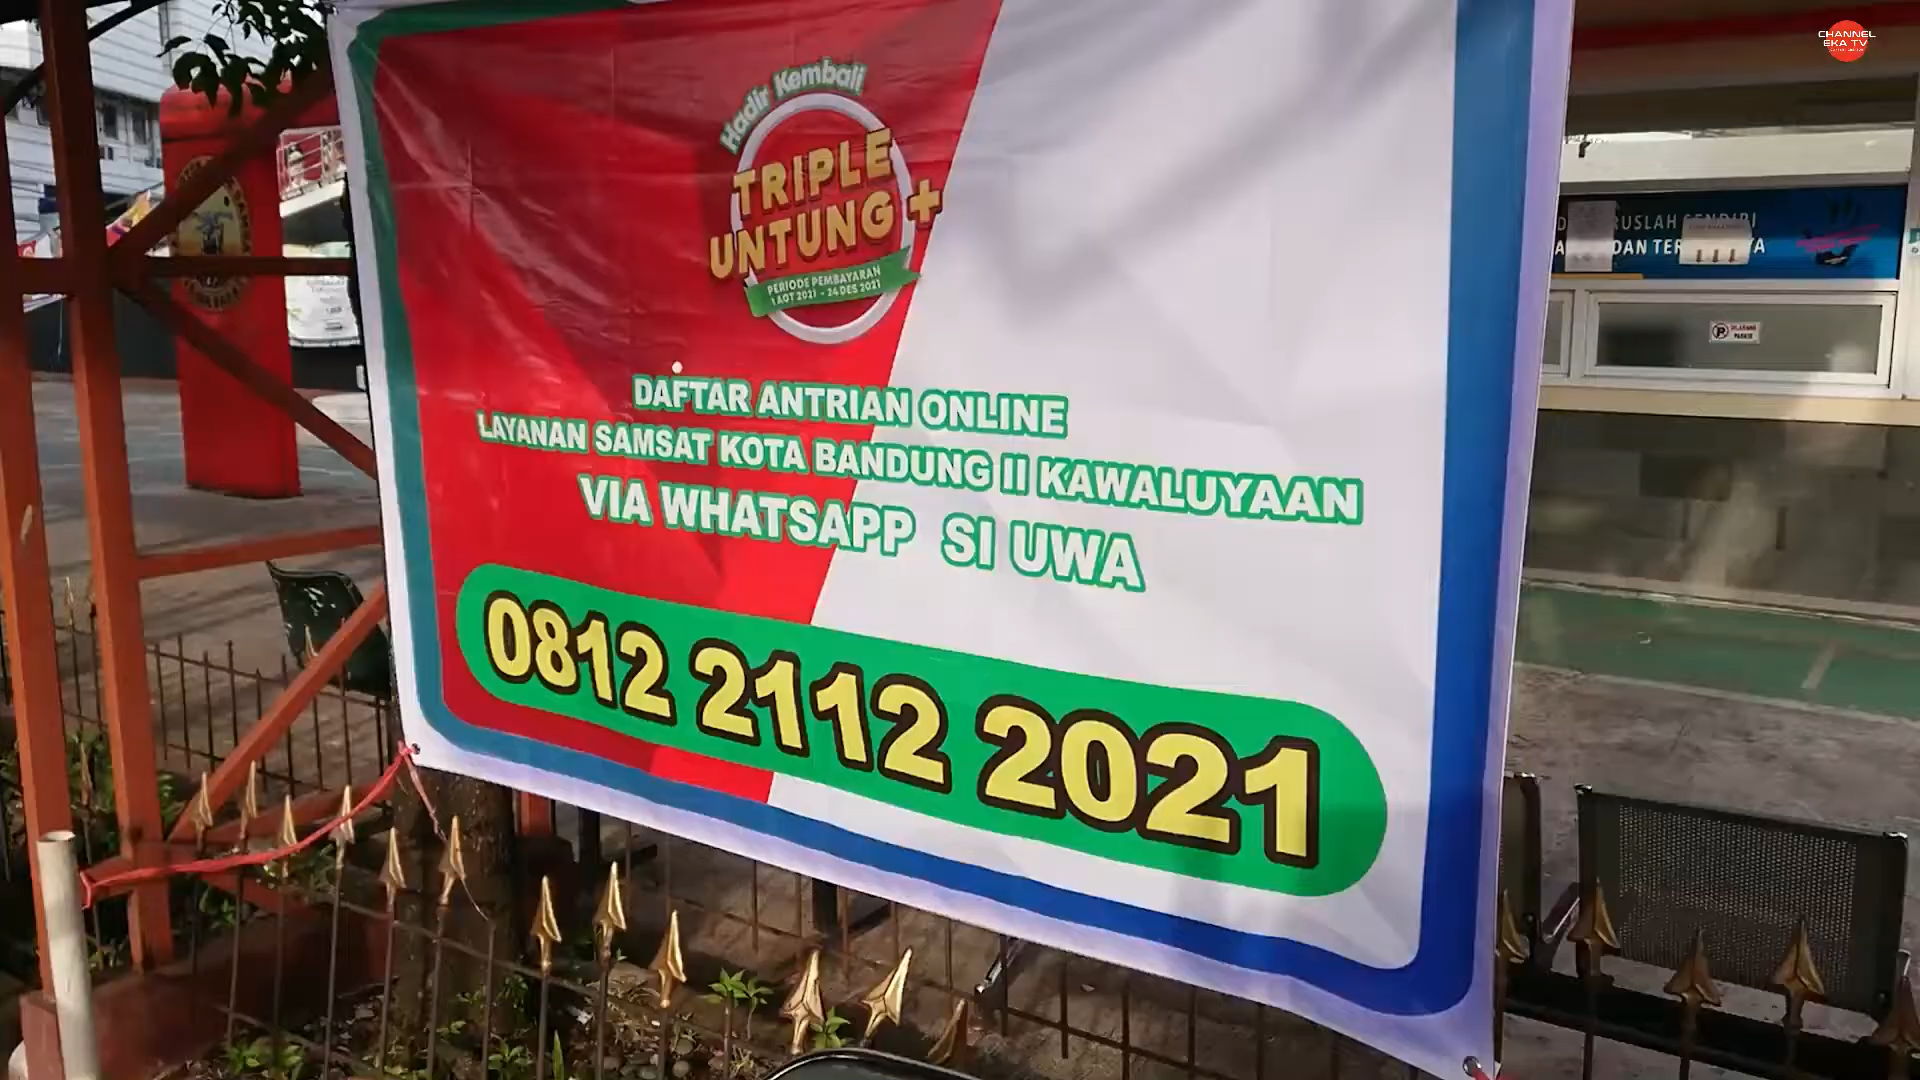 CHANNEL
EKA TV
Hadir Kembali
TRIPLE
UNTUNG +
PERIODE PEMBAYARAN
1 AGT 2021 - 24 DES 2021
DAFTAR ANTRIAN ONLINE
LAYANAN SAMSAT KOTA BANDUNG II KAWALUYAAN
VIA WHATSAPP SI UWA
0812 2112 2021
DAN